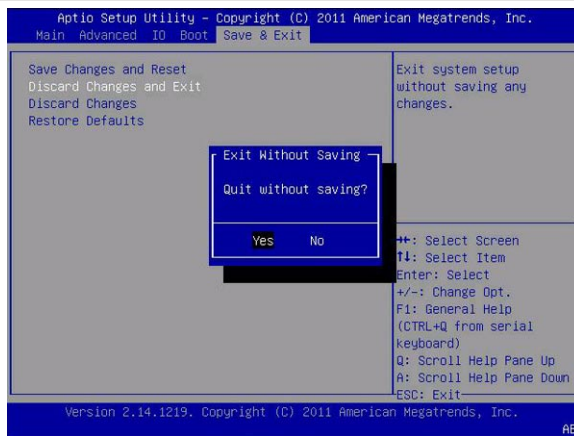 Aptio Setup Utility – Copyright (C) 2011 American Megatrends, Inc.
Main Advanced IO Boot Save & Exit
Save Changes and Reset
Discard Changes and Exit
Discard Changes
Restore Defaults
Exit system setup
without saving any
changes.
Exit Without Saving
Quit without saving?
Yes No
→←: Select Screen
↑↓: Select Item
Enter: Select
+/-: Change Opt.
F1: General Help
(CTRL+Q from serial
keyboard)
Q: Scroll Help Pane Up
A: Scroll Help Pane Down
ESC: Exit
Version 2.14.1219. Copyright (C) 2011 American Megatrends, Inc.
AB